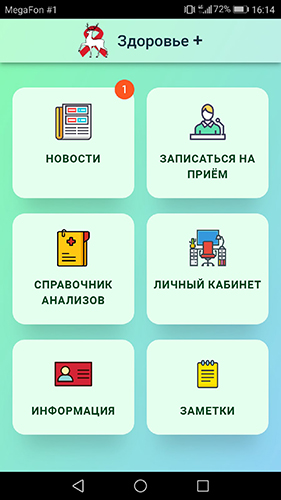 MegaFon #1
72% 16:14
Здоровье +
1
НОВОСТИ
ЗАПИСАТЬСЯ НА
ПРИЁМ
СПРАВОЧНИК
АНАЛИЗОВ
ЛИЧНЫЙ КАБИНЕТ
ИНФОРМАЦИЯ
ЗАМЕТКИ